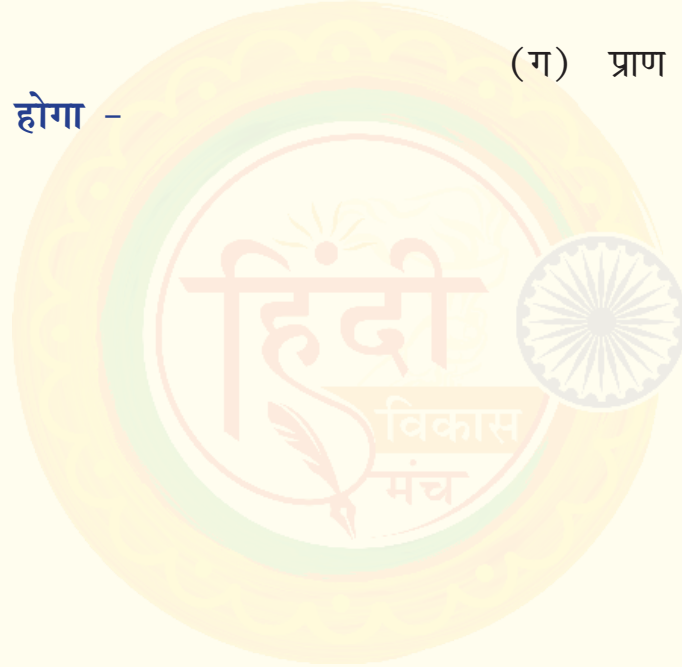 (ग) प्राण
होगा -
हिंदी
विकास
मंच